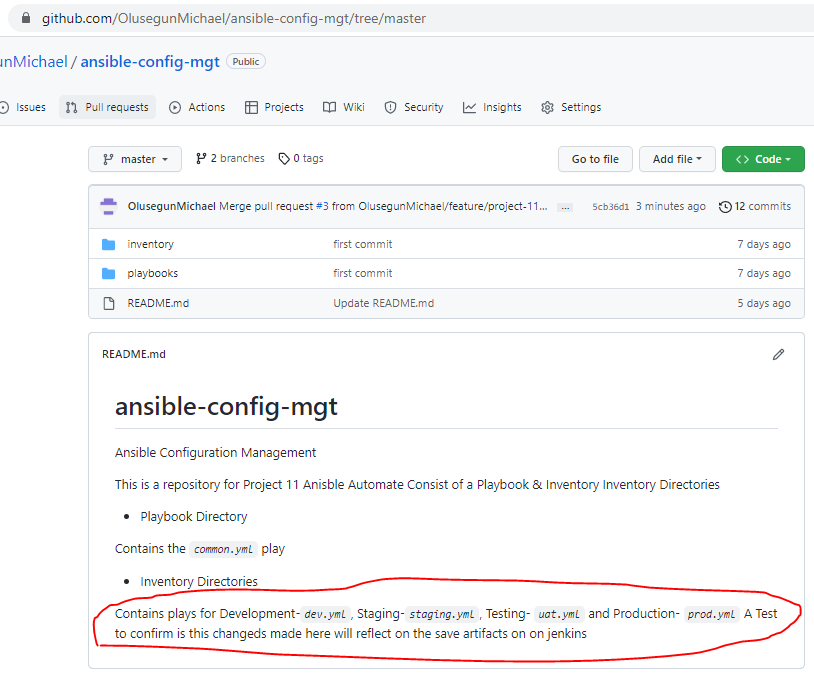 github.com/OlusegunMichael/ansible-config-mgt/tree/master
unMichael / ansible-config-mgt Public
Issues Pull requests Actions Projects Wiki Security Insights Settings
master 2 branches 0 tags Go to file Add file Code
OlusegunMichael Merge pull request #3 from OlusegunMichael/feature/project-11... ... 5cb36d1 3 minutes ago 12 commits
inventory first commit 7 days ago
playbooks first commit 7 days ago
README.md Update README.md 5 days ago
README.md
ansible-config-mgt
Ansible Configuration Management
This is a repository for Project 11 Anisble Automate Consist of a Playbook & Inventory Inventory Directories
• Playbook Directory
Contains the common.yml play
• Inventory Directories
Contains plays for Development- dev.yml , Staging- staging.yml , Testing- uat.yml and Production- prod.yml A Test
to confirm is this changeds made here will reflect on the save artifacts on on jenkins